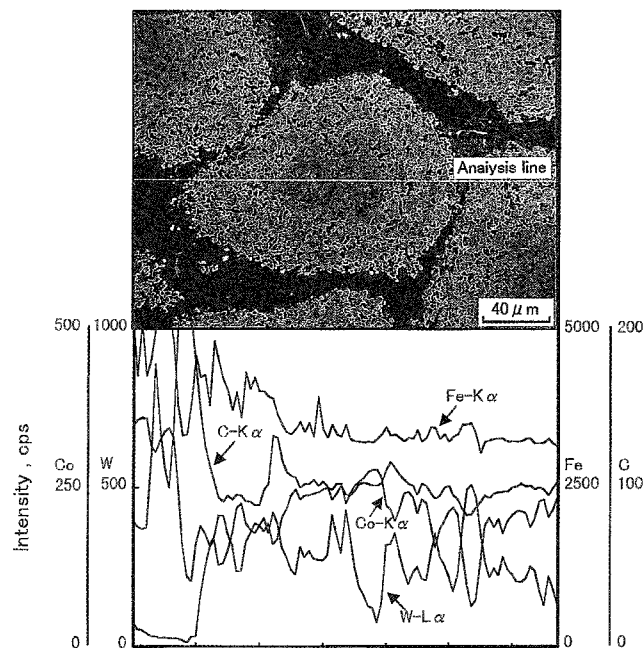 Anaiysis line
40 μm
500 1000 5000 200
Fe-Kα
C-Kα
Co W Fe C
250 500 2500 100
Co-Kα
W-Lα
0 0 0 0
Intensity , cps